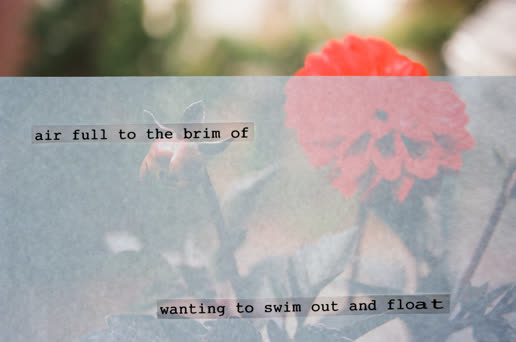 air full to the brim of
wanting to swim out and float